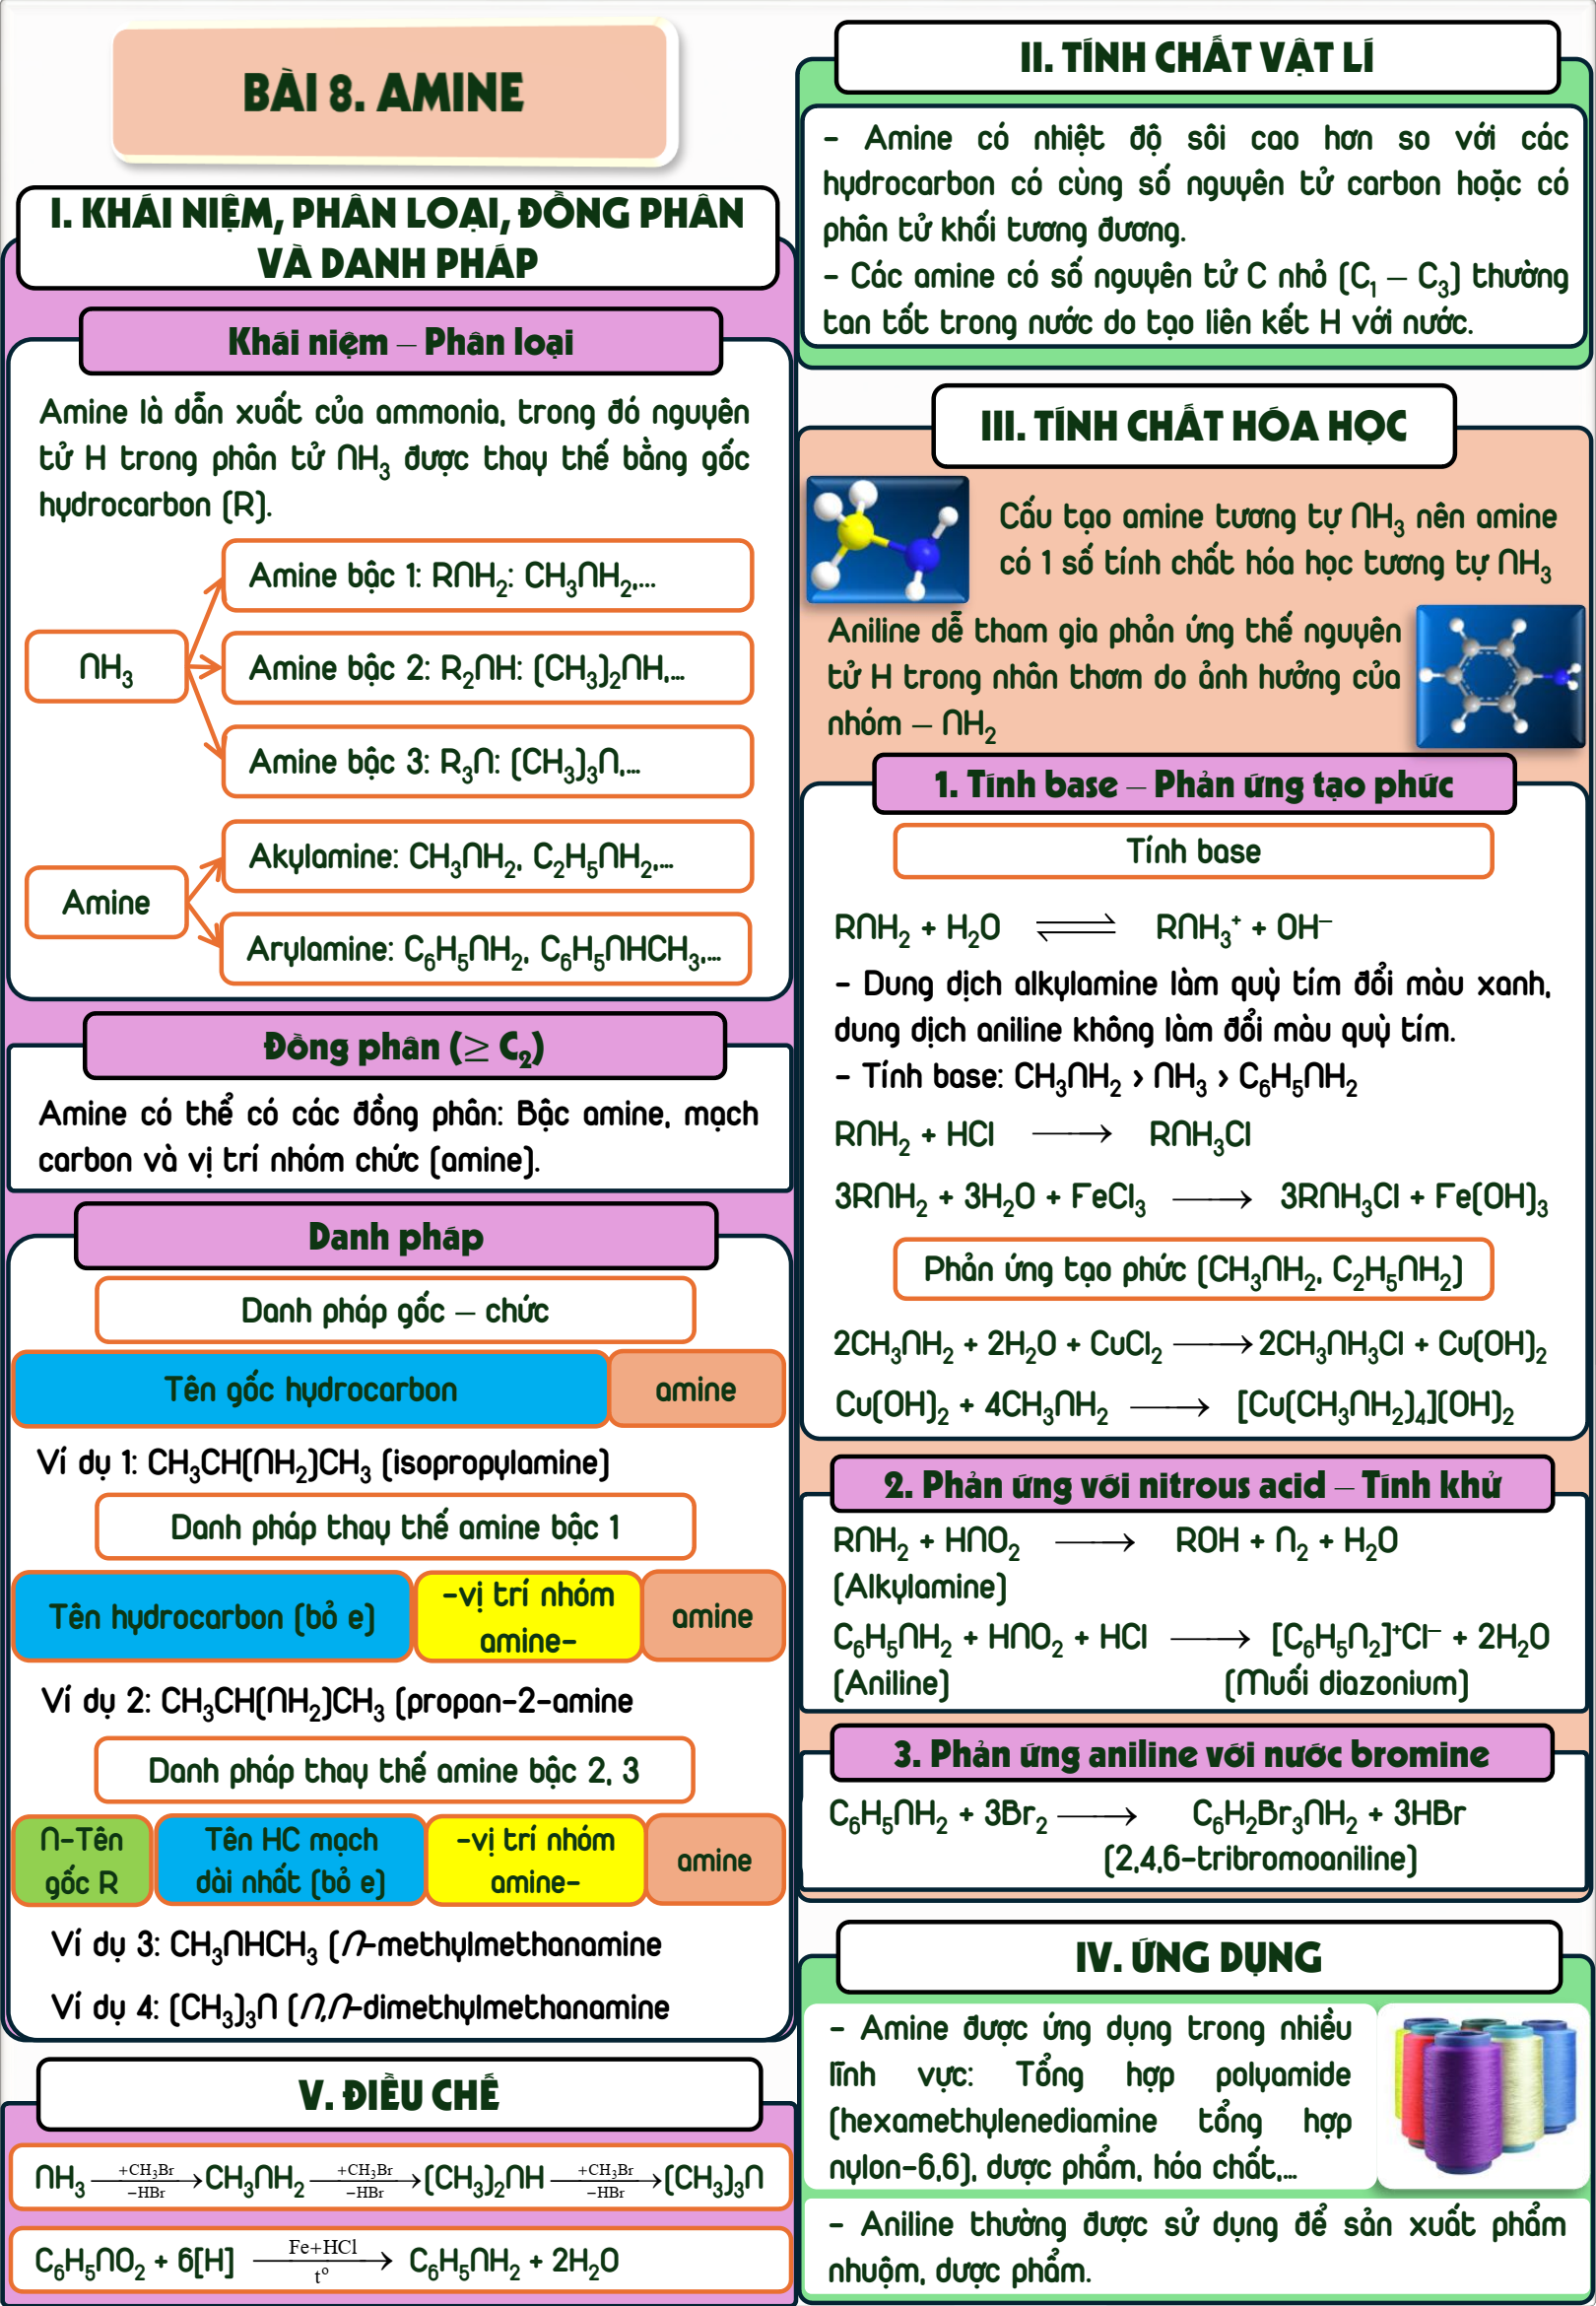 BÀI 8. AMINE
I. KHÁI NIỆM, PHÂN LOẠI, ĐỒNG PHÂN
VÀ DANH PHÁP
Khái niệm – Phân loại
Amine là dẫn xuất của ammonia, trong đó nguyên
tử H trong phân tử NH₃ được thay thế bằng gốc
hydrocarbon (R).
NH₃
Amine bậc 1: RNH₂: CH₃NH₂,...
Amine bậc 2: R₂NH: (CH₃)₂NH,...
Amine bậc 3: R₃N: (CH₃)₃N,...
Amine
Akylamine: CH₃NH₂, C₂H₅NH₂,...
Arylamine: C₆H₅NH₂, C₆H₅NHCH₃,...
Đồng phân (≥ C₂)
Amine có thể có các đồng phân: Bậc amine, mạch
carbon và vị trí nhóm chức (amine).
Danh pháp
Danh pháp gốc – chức
Tên gốc hydrocarbon amine
Ví dụ 1: CH₃CH(NH₂)CH₃ (isopropylamine)
Danh pháp thay thế amine bậc 1
Tên hydrocarbon (bỏ e) -vị trí nhóm amine- amine
Ví dụ 2: CH₃CH(NH₂)CH₃ (propan-2-amine
Danh pháp thay thế amine bậc 2, 3
N-Tên gốc R
Tên HC mạch dài nhất (bỏ e)
-vị trí nhóm amine-
amine
Ví dụ 3: CH₃NHCH₃ (N-methylmethanamine
Ví dụ 4: (CH₃)₃N (N,N-dimethylmethanamine
V. ĐIỀU CHẾ
NH₃ —(+CH₃Br / −HBr)→ CH₃NH₂ —(+CH₃Br / −HBr)→ (CH₃)₂NH —(+CH₃Br / −HBr)→ (CH₃)₃N
C₆H₅NO₂ + 6[H] —(Fe+HCl / t°)→ C₆H₅NH₂ + 2H₂O
II. TÍNH CHẤT VẬT LÍ
- Amine có nhiệt độ sôi cao hơn so với các
hydrocarbon có cùng số nguyên tử carbon hoặc có
phân tử khối tương đương.
- Các amine có số nguyên tử C nhỏ (C₁ – C₃) thường
tan tốt trong nước do tạo liên kết H với nước.
III. TÍNH CHẤT HÓA HỌC
Cấu tạo amine tương tự NH₃ nên amine
có 1 số tính chất hóa học tương tự NH₃
Aniline dễ tham gia phản ứng thế nguyên
tử H trong nhân thơm do ảnh hưởng của
nhóm – NH₂
1. Tính base – Phản ứng tạo phức
Tính base
RNH₂ + H₂O ⇌ RNH₃⁺ + OH⁻
- Dung dịch alkylamine làm quỳ tím đổi màu xanh,
dung dịch aniline không làm đổi màu quỳ tím.
- Tính base: CH₃NH₂ > NH₃ > C₆H₅NH₂
RNH₂ + HCl → RNH₃Cl
3RNH₂ + 3H₂O + FeCl₃ → 3RNH₃Cl + Fe(OH)₃
Phản ứng tạo phức (CH₃NH₂, C₂H₅NH₂)
2CH₃NH₂ + 2H₂O + CuCl₂ → 2CH₃NH₃Cl + Cu(OH)₂
Cu(OH)₂ + 4CH₃NH₂ → [Cu(CH₃NH₂)₄](OH)₂
2. Phản ứng với nitrous acid – Tính khử
RNH₂ + HNO₂ → ROH + N₂ + H₂O
(Alkylamine)
C₆H₅NH₂ + HNO₂ + HCl → [C₆H₅N₂]⁺Cl⁻ + 2H₂O
(Aniline) (Muối diazonium)
3. Phản ứng aniline với nước bromine
C₆H₅NH₂ + 3Br₂ → C₆H₂Br₃NH₂ + 3HBr
(2,4,6-tribromoaniline)
IV. ỨNG DỤNG
- Amine được ứng dụng trong nhiều
lĩnh vực: Tổng hợp polyamide
(hexamethylenediamine tổng hợp
nylon-6,6), dược phẩm, hóa chất,...
- Aniline thường được sử dụng để sản xuất phẩm
nhuộm, dược phẩm.